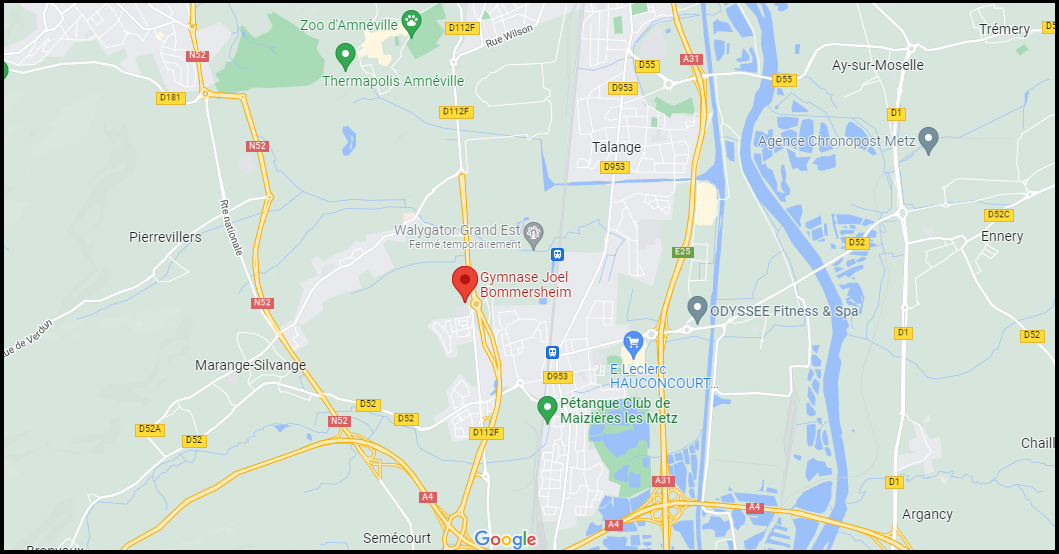 Zoo d'Amnéville
D112F
Rue Wilson
Trémery
N52
A31
D55
Ay-sur-Moselle
Thermapolis Amnéville
D55
D953
D181
D112F
D1
N52
Talange
Agence Chronopost Metz
D953
Rte nationale
D52C
Pierrevillers
Walygator Grand Est
Fermé temporairement
D52
Ennery
E25
Gymnase Joel
Bommersheim
N52
ODYSSEE Fitness & Spa
D1
D52
Marange-Silvange
E.Leclerc
HAUCONCOURT...
D953
D52
D52
Pétanque Club de
Maizières les Metz
N52
D52A
D52
D112F
A31
D1
A4
A4
A4
Argancy
Semécourt
Google